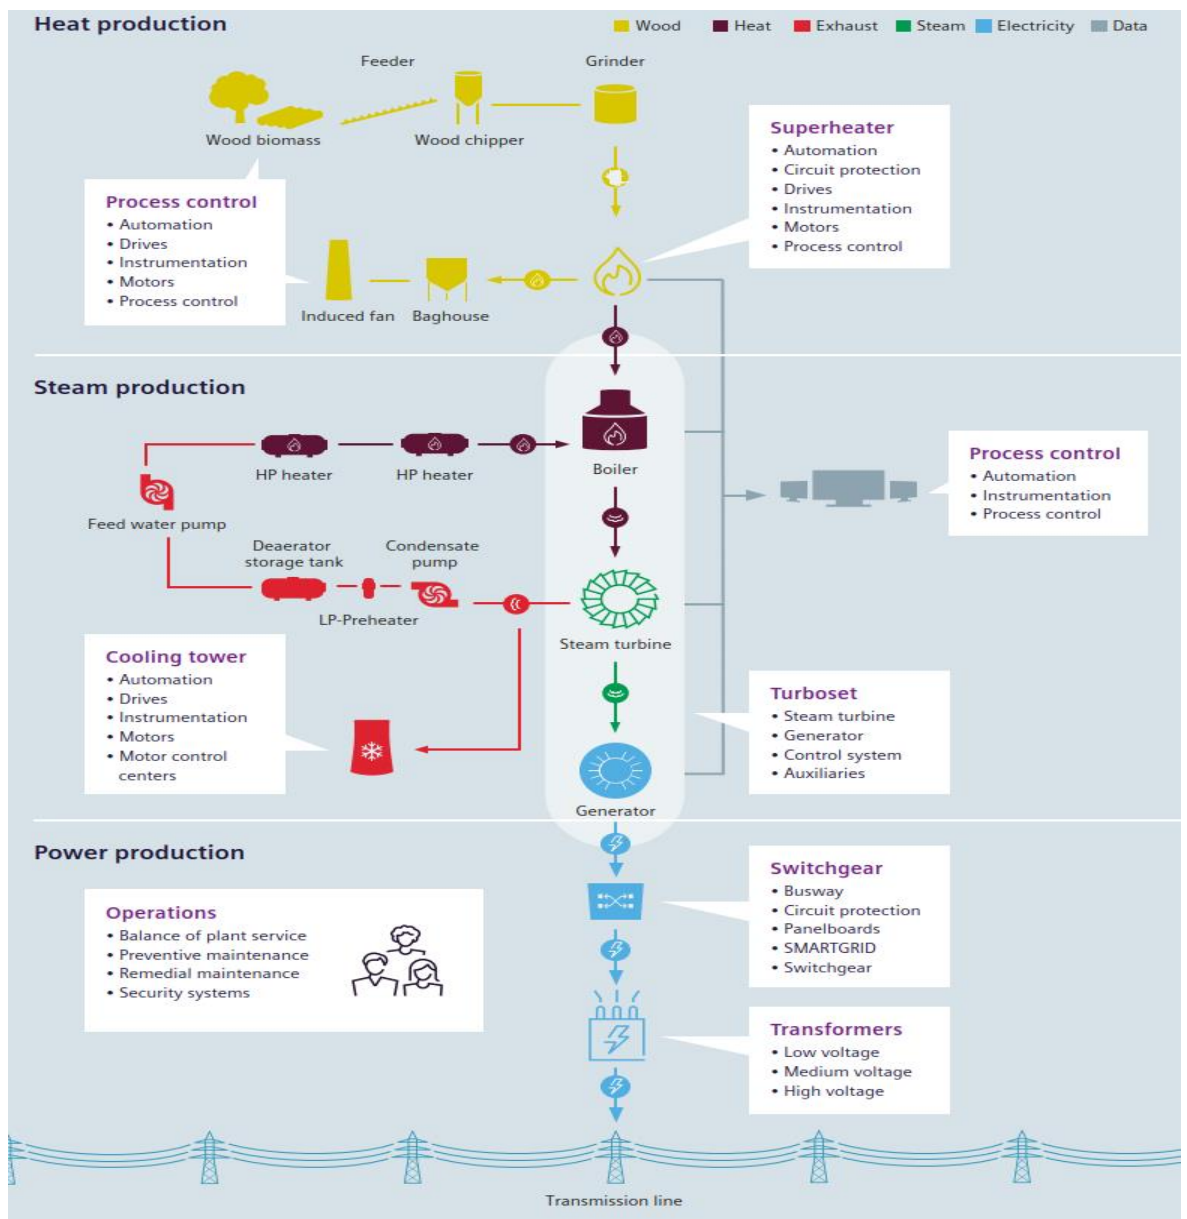 Heat production
Wood
Heat
Exhaust
Steam
Electricity
Data
Feeder
Grinder
Wood biomass
Wood chipper
Superheater
• Automation
• Circuit protection
• Drives
• Instrumentation
• Motors
• Process control
Process control
• Automation
• Drives
• Instrumentation
• Motors
• Process control
Induced fan
Baghouse
Steam production
HP heater
HP heater
Boiler
Process control
• Automation
• Instrumentation
• Process control
Feed water pump
Deaerator
storage tank
Condensate
pump
LP-Preheater
Steam turbine
Cooling tower
• Automation
• Drives
• Instrumentation
• Motors
• Motor control
centers
Turboset
• Steam turbine
• Generator
• Control system
• Auxiliaries
Generator
Power production
Switchgear
• Busway
• Circuit protection
• Panelboards
• SMARTGRID
• Switchgear
Operations
• Balance of plant service
• Preventive maintenance
• Remedial maintenance
• Security systems
Transformers
• Low voltage
• Medium voltage
• High voltage
Transmission line